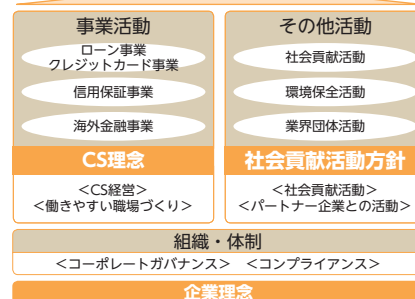 事業活動
ローン事業
クレジットカード事業
信用保証事業
海外金融事業
CS理念
<CS経営>
<働きやすい職場づくり>
その他活動
社会貢献活動
環境保全活動
業界団体活動
社会貢献活動方針
<社会貢献活動>
<パートナー企業との活動>
組織・体制
<コーポレートガバナンス> <コンプライアンス>
企業理念